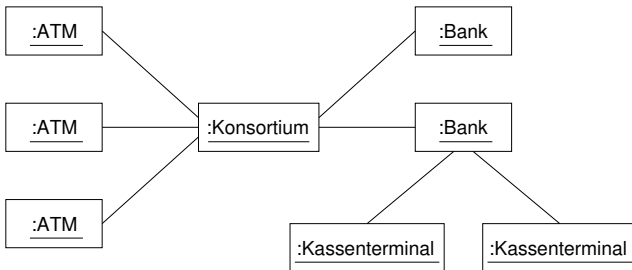 :ATM
:Bank
:ATM
:Konsortium
:Bank
:ATM
:Kassenterminal
:Kassenterminal